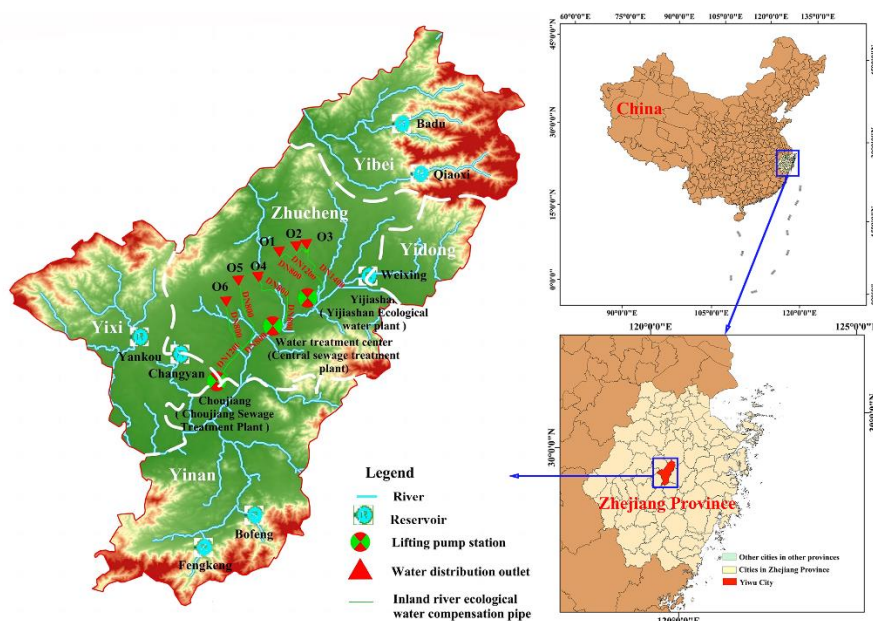 Badu
Yibei
Qiaoxi
Zhucheng
O1
O2
O3
Yidong
O5
O4
DN800
DN1200
DN1400
Weixing
O6
DN800
Yijiashan
( Yijiashan Ecological
water plant )
Yixi
Yankou
Changyan
Water treatment center
(Central sewage treatment
plant)
Choujiang
( Choujiang Sewage
Treatment Plant )
Yinan
Bofeng
Fengkeng
Legend
River
Reservoir
Lifting pump station
Water distribution outlet
Inland river ecological
water compensation pipe
60°0'0"E
90°0'0"E
105°0'0"E
120°0'0"E
135°0'0"E
45°0'0"N
30°0'0"N
15°0'0"N
0°0'0"
China
90°0'0"E
105°0'0"E
120°0'0"E
120°0'0"E
125°0'0"E
30°0'0"N
Zhejiang Province
Other cities in other provinces
Cities in Zhejiang Province
Yiwu City
120°0'0"E